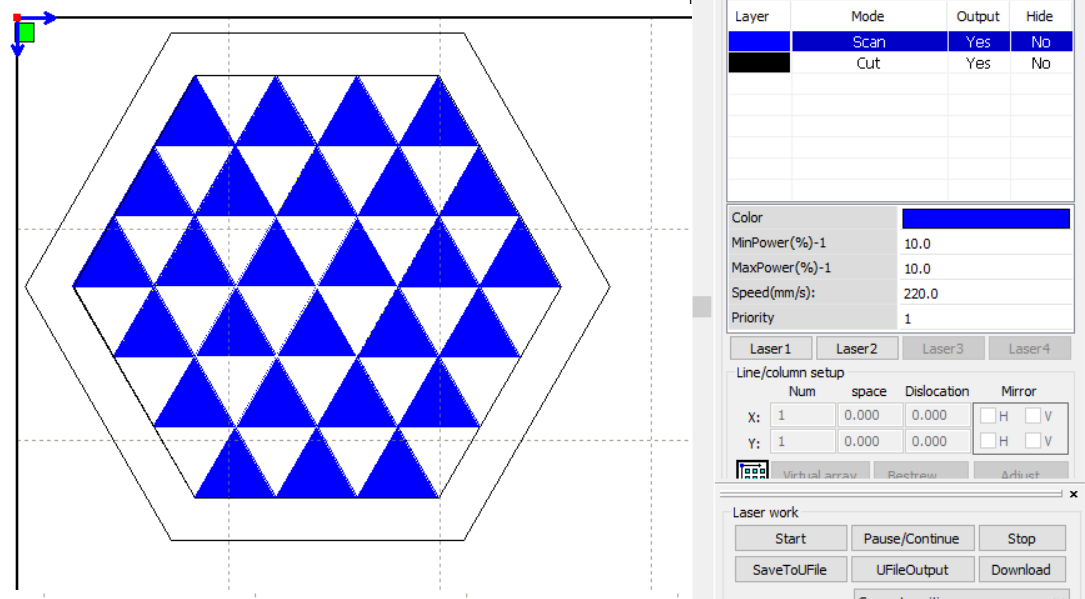 Layer Mode Output Hide
Scan Yes No
Cut Yes No
Color
MinPower(%)-1 10.0
MaxPower(%)-1 10.0
Speed(mm/s): 220.0
Priority 1
Laser1 Laser2 Laser3 Laser4
Line/column setup
Num space Dislocation Mirror
X: 1 0.000 0.000 H V
Y: 1 0.000 0.000 H V
Virtual array Bestrew Adjust
Laser work
Start Pause/Continue Stop
SaveToUFile UFileOutput Download